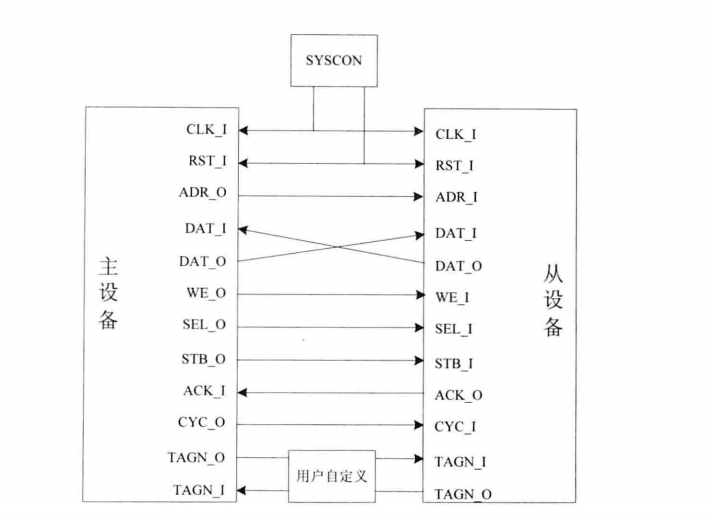 SYSCON
CLK_I
CLK_I
RST_I
RST_I
ADR_O
ADR_I
DAT_I
DAT_I
DAT_O
DAT_O
主设备
从设备
WE_O
WE_I
SEL_O
SEL_I
STB_O
STB_I
ACK_I
ACK_O
CYC_O
CYC_I
TAGN_O
TAGN_I
用户自定义
TAGN_I
TAGN_O